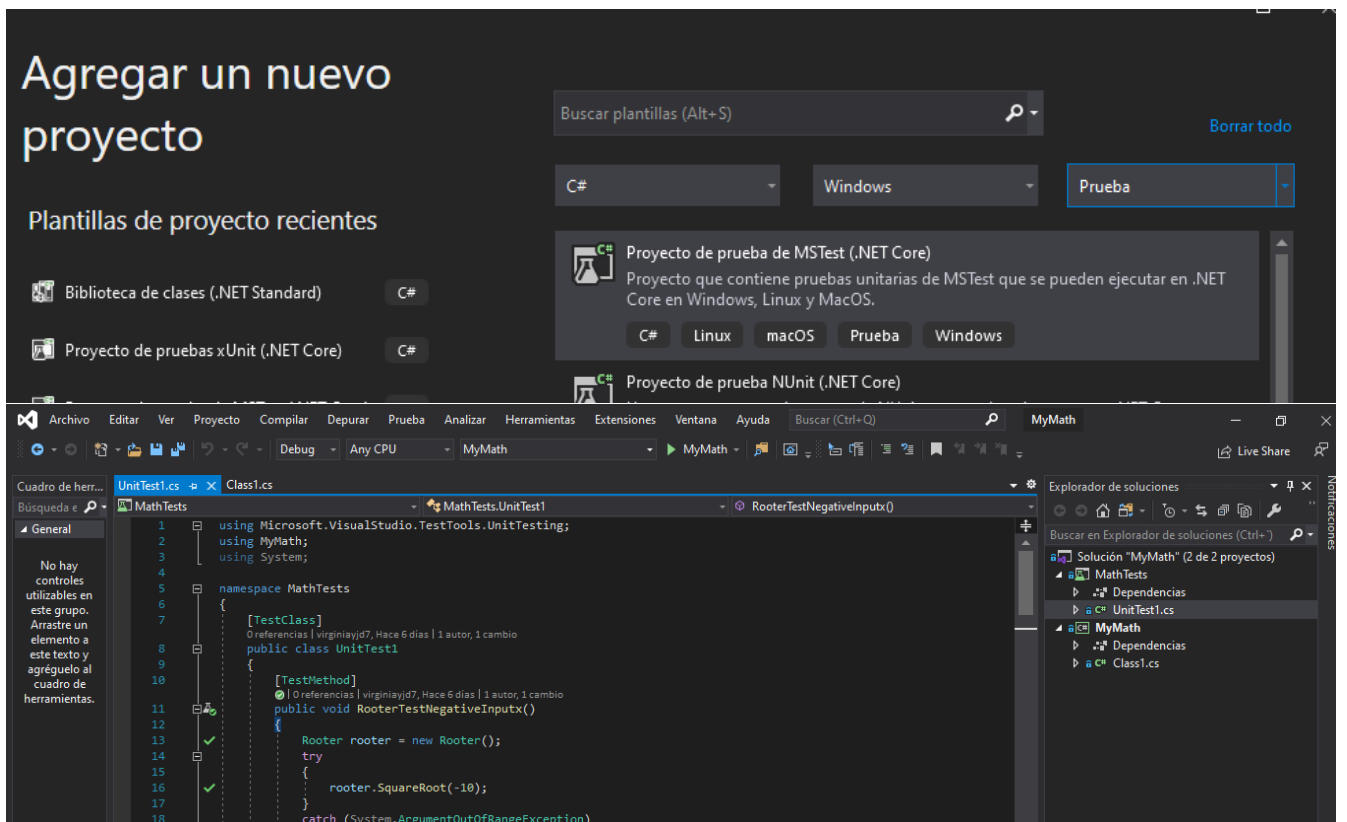 Agregar un nuevo
proyecto
Buscar plantillas (Alt+S)
Borrar todo
C#
Windows
Prueba
Plantillas de proyecto recientes
Biblioteca de clases (.NET Standard)
C#
Proyecto de pruebas xUnit (.NET Core)
C#
Proyecto de prueba de MSTest (.NET Core)
Proyecto que contiene pruebas unitarias de MSTest que se pueden ejecutar en .NET
Core en Windows, Linux y MacOS.
C# Linux macOS Prueba Windows
Proyecto de prueba NUnit (.NET Core)
Archivo Editar Ver Proyecto Compilar Depurar Prueba Analizar Herramientas Extensiones Ventana Ayuda Buscar (Ctrl+Q) MyMath
Debug Any CPU MyMath MyMath Live Share
Cuadro de herr...
Búsqueda e
General
No hay
controles
utilizables en
este grupo.
Arrastre un
elemento a
este texto y
agréguelo al
cuadro de
herramientas.
UnitTest1.cs Class1.cs
MathTests MathTests.UnitTest1 RooterTestNegativeInputx()
1 using Microsoft.VisualStudio.TestTools.UnitTesting;
2 using MyMath;
3 using System;
4
5 namespace MathTests
6 {
7 [TestClass]
0 referencias | virginiayjd7, Hace 6 días | 1 autor, 1 cambio
8 public class UnitTest1
9 {
10 [TestMethod]
| 0 referencias | virginiayjd7, Hace 6 días | 1 autor, 1 cambio
11 public void RooterTestNegativeInputx()
12 {
13 Rooter rooter = new Rooter();
14 try
15 {
16 rooter.SquareRoot(-10);
17 }
18 catch (System.ArgumentOutOfRangeException)
Explorador de soluciones
Buscar en Explorador de soluciones (Ctrl+´)
Solución "MyMath" (2 de 2 proyectos)
MathTests
Dependencias
C# UnitTest1.cs
MyMath
Dependencias
C# Class1.cs
Notificaciones